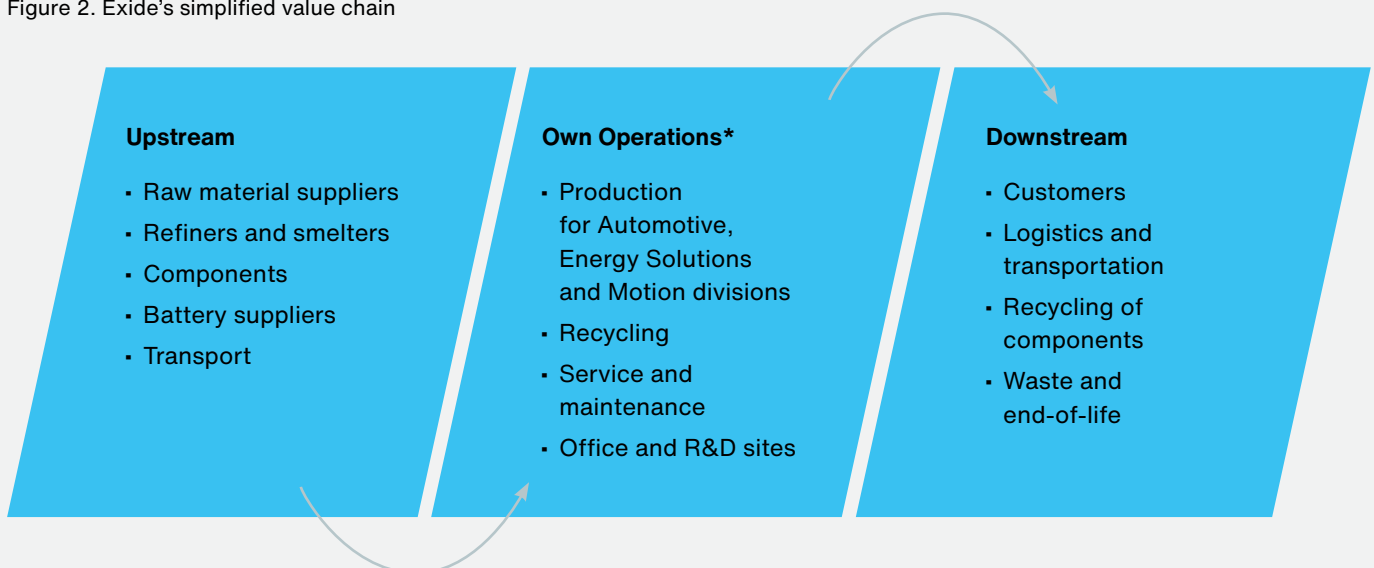 Figure 2. Exide's simplified value chain
Upstream
▪ Raw material suppliers
▪ Refiners and smelters
▪ Components
▪ Battery suppliers
▪ Transport
Own Operations*
▪ Production
for Automotive,
Energy Solutions
and Motion divisions
▪ Recycling
▪ Service and
maintenance
▪ Office and R&D sites
Downstream
▪ Customers
▪ Logistics and
transportation
▪ Recycling of
components
▪ Waste and
end-of-life